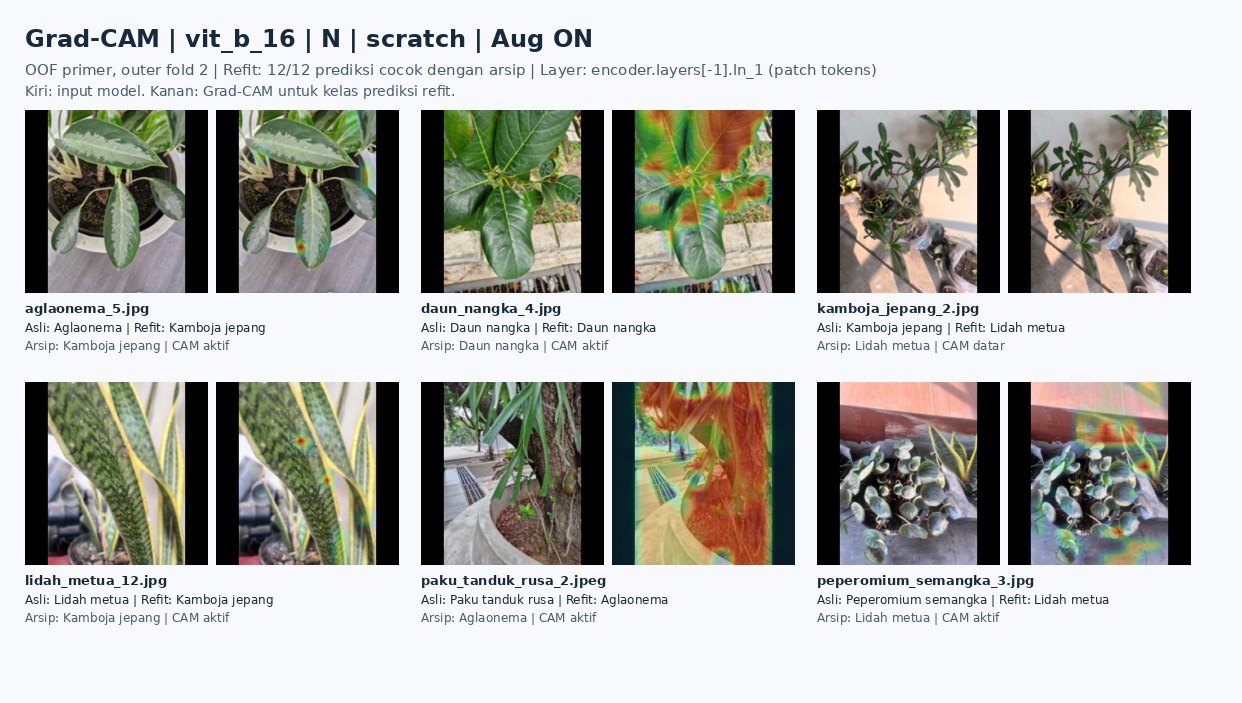 Grad-CAM | vit_b_16 | N | scratch | Aug ON
OOF primer, outer fold 2 | Refit: 12/12 prediksi cocok dengan arsip | Layer: encoder.layers[-1].ln_1 (patch tokens)
Kiri: input model. Kanan: Grad-CAM untuk kelas prediksi refit.
aglaonema_5.jpg
Asli: Aglaonema | Refit: Kamboja jepang
Arsip: Kamboja jepang | CAM aktif
daun_nangka_4.jpg
Asli: Daun nangka | Refit: Daun nangka
Arsip: Daun nangka | CAM aktif
kamboja_jepang_2.jpg
Asli: Kamboja jepang | Refit: Lidah metua
Arsip: Lidah metua | CAM datar
lidah_metua_12.jpg
Asli: Lidah metua | Refit: Kamboja jepang
Arsip: Kamboja jepang | CAM aktif
paku_tanduk_rusa_2.jpeg
Asli: Paku tanduk rusa | Refit: Aglaonema
Arsip: Aglaonema | CAM aktif
peperomium_semangka_3.jpg
Asli: Peperomium semangka | Refit: Lidah metua
Arsip: Lidah metua | CAM aktif